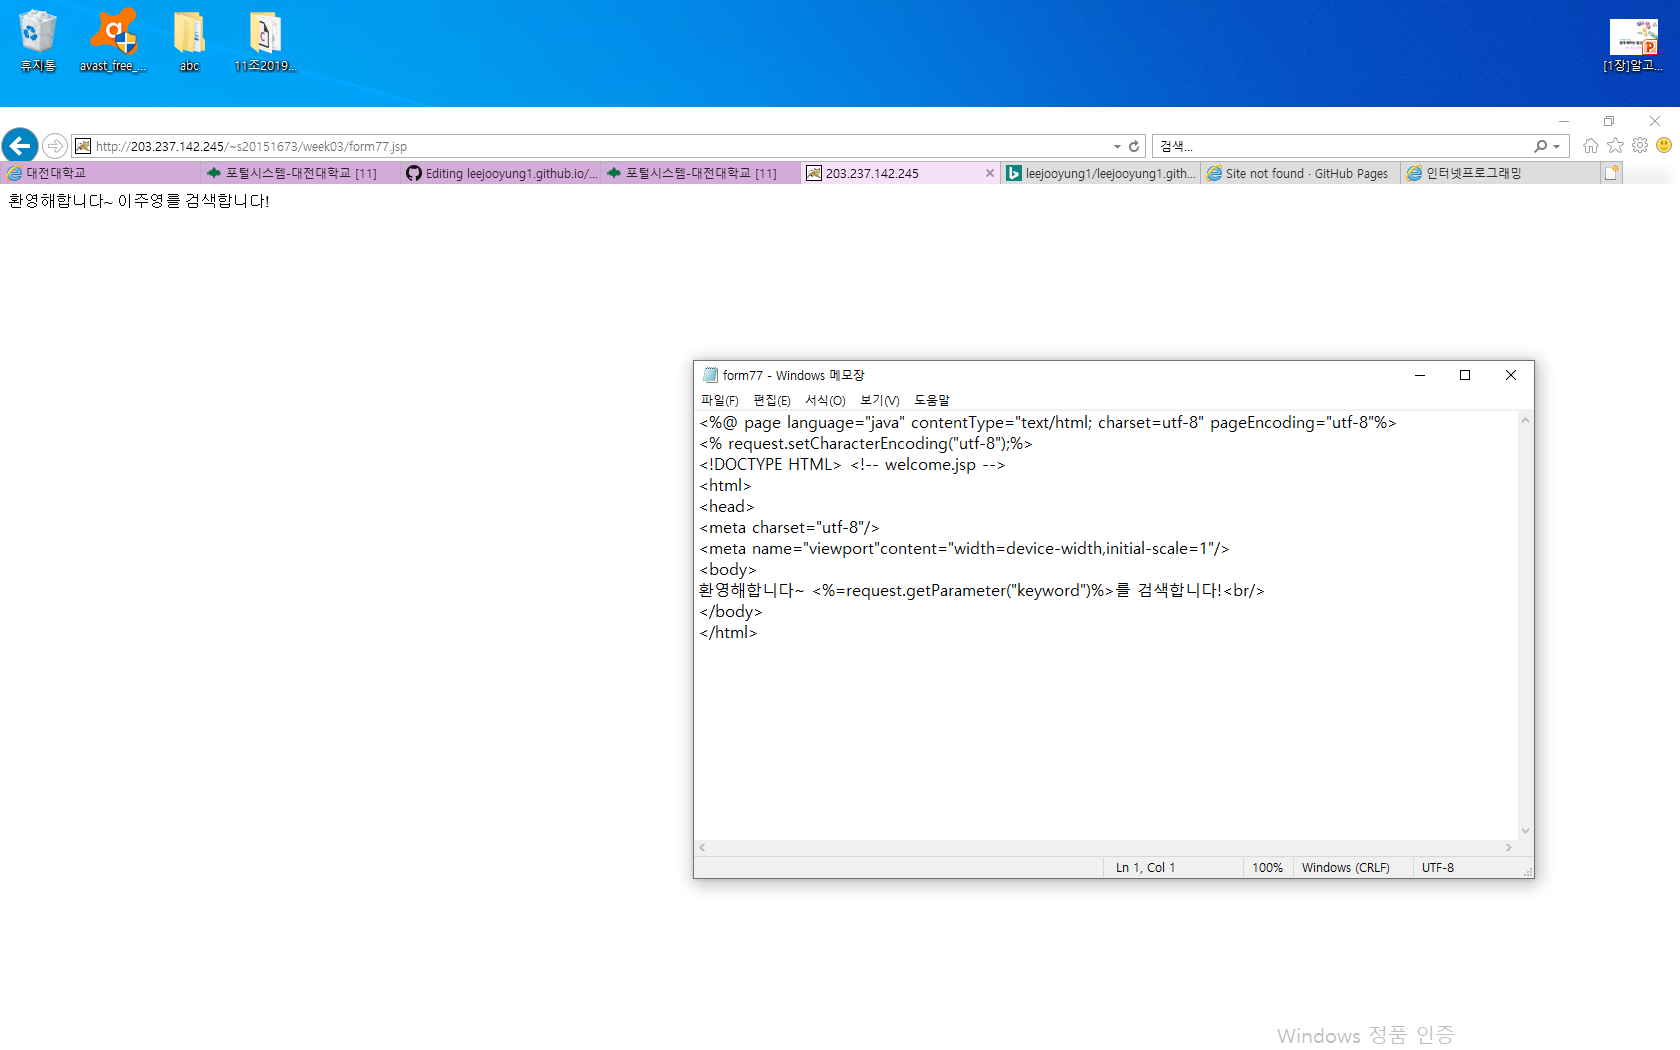 휴지통
avast_free_...
abc
11조2019...
[1장]알고...
http://203.237.142.245/~s20151673/week03/form77.jsp
검색...
대전대학교
포털시스템-대전대학교 [11]
Editing leejooyung1.github.io/...
포털시스템-대전대학교 [11]
203.237.142.245
leejooyung1/leejooyung1.gith...
Site not found · GitHub Pages
인터넷프로그래밍
환영해합니다~ 이주영를 검색합니다!
form77 - Windows 메모장
파일(F) 편집(E) 서식(O) 보기(V) 도움말
<%@ page language="java" contentType="text/html; charset=utf-8" pageEncoding="utf-8"%>
<% request.setCharacterEncoding("utf-8");%>
<!DOCTYPE HTML> <!-- welcome.jsp -->
<html>
<head>
<meta charset="utf-8"/>
<meta name="viewport"content="width=device-width,initial-scale=1"/>
<body>
환영해합니다~ <%=request.getParameter("keyword")%>를 검색합니다!<br/>
</body>
</html>
Ln 1, Col 1 100% Windows (CRLF) UTF-8
Windows 정품 인증